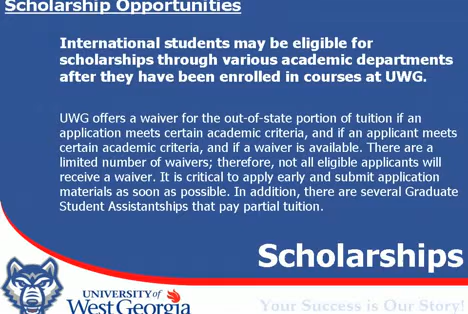 Scholarship Opportunities
International students may be eligible for
scholarships through various academic departments
after they have been enrolled in courses at UWG.
UWG offers a waiver for the out-of-state portion of tuition if an
application meets certain academic criteria, and if an applicant meets
certain academic criteria, and if a waiver is available. There are a
limited number of waivers; therefore, not all eligible applicants will
receive a waiver. It is critical to apply early and submit application
materials as soon as possible. In addition, there are several Graduate
Student Assistantships that pay partial tuition.
Scholarships
UNIVERSITY of
West Georgia
Your Success is Our Story!